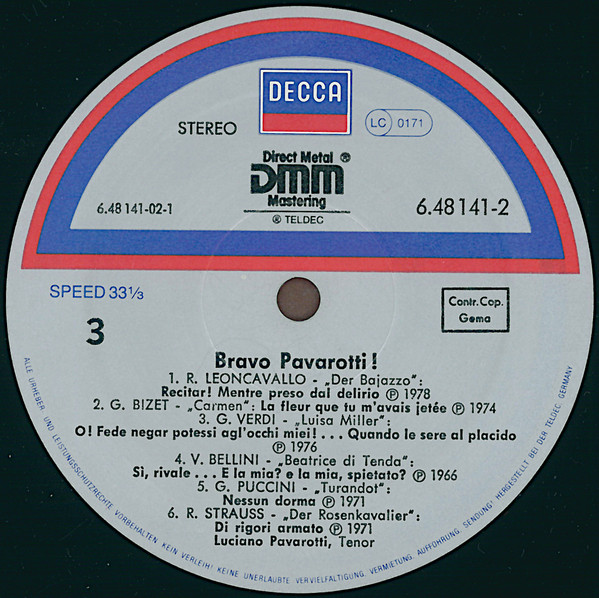 DECCA
STEREO
LC 0171
Direct Metal ®
DMM
Mastering
® TELDEC
6.48 141-02-1
6.48 141-2
SPEED 33⅓
Contr. Cop.
Gema
3
Bravo Pavarotti!
1. R. LEONCAVALLO - „Der Bajazzo“:
Recitar! Mentre preso dal delirio Ⓟ 1978
2. G. BIZET - „Carmen“: La fleur que tu m'avais jetée Ⓟ 1974
3. G. VERDI - „Luisa Miller“:
O! Fede negar potessi agl'occhi miei! . . . Quando le sere al placido
Ⓟ 1976
4. V. BELLINI - „Beatrice di Tenda“:
Sì, rivale . . . E la mia? e la mia, spietato? Ⓟ 1966
5. G. PUCCINI - „Turandot“:
Nessun dorma Ⓟ 1971
6. R. STRAUSS - „Der Rosenkavalier“:
Di rigori armato Ⓟ 1971
Luciano Pavarotti, Tenor
ALLE URHEBER- UND LEISTUNGSSCHUTZRECHTE VORBEHALTEN KEIN VERLEIH! KEINE UNERLAUBTE VERVIELFÄLTIGUNG, VERMIETUNG, AUFFÜHRUNG, SENDUNG! HERGESTELLT BEI DER TELDEC GERMANY